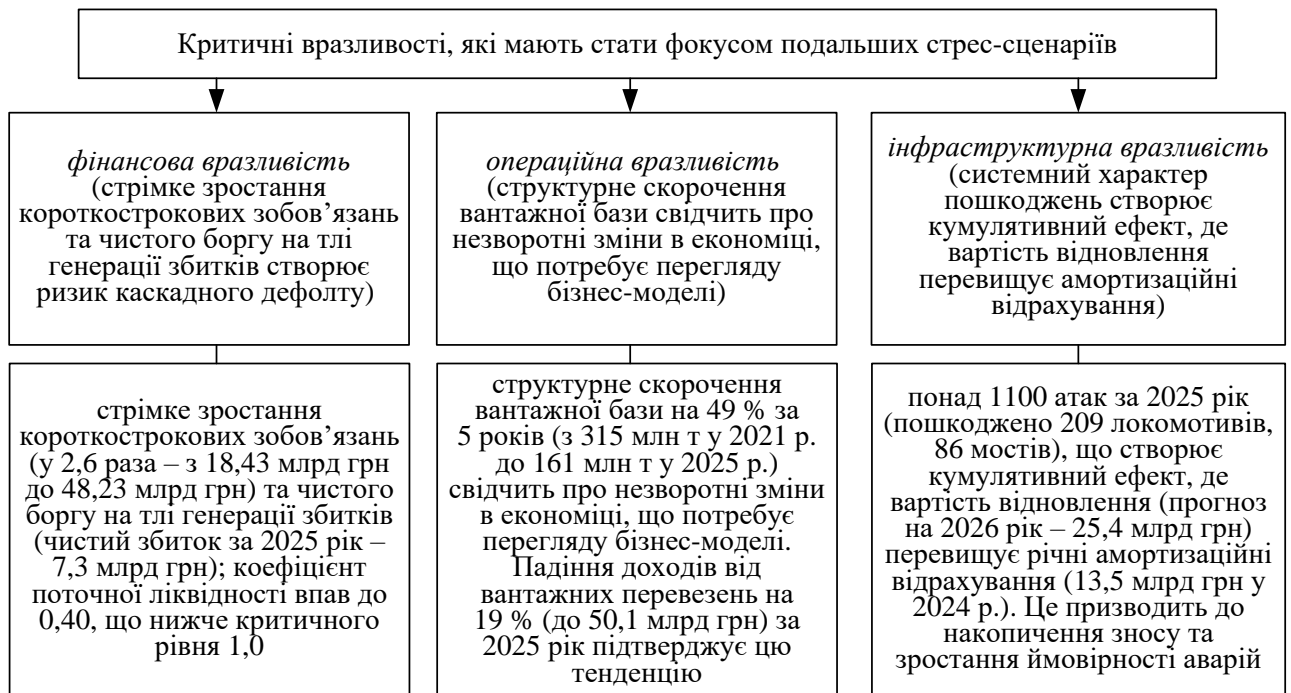 Критичні вразливості, які мають стати фокусом подальших стрес-сценаріїв
фінансова вразливість
(стрімке зростання
короткострокових зобов’язань
та чистого боргу на тлі
генерації збитків створює
ризик каскадного дефолту)
операційна вразливість
(структурне скорочення
вантажної бази свідчить про
незворотні зміни в економіці,
що потребує перегляду
бізнес-моделі)
інфраструктурна вразливість
(системний характер
пошкоджень створює
кумулятивний ефект, де
вартість відновлення
перевищує амортизаційні
відрахування)
стрімке зростання
короткострокових зобов’язань
(у 2,6 раза – з 18,43 млрд грн
до 48,23 млрд грн) та чистого
боргу на тлі генерації збитків
(чистий збиток за 2025 рік –
7,3 млрд грн); коефіцієнт
поточної ліквідності впав до
0,40, що нижче критичного
рівня 1,0
структурне скорочення
вантажної бази на 49 % за
5 років (з 315 млн т у 2021 р.
до 161 млн т у 2025 р.)
свідчить про незворотні зміни
в економіці, що потребує
перегляду бізнес-моделі.
Падіння доходів від
вантажних перевезень на
19 % (до 50,1 млрд грн) за
2025 рік підтверджує цю
тенденцію
понад 1100 атак за 2025 рік
(пошкоджено 209 локомотивів,
86 мостів), що створює
кумулятивний ефект, де
вартість відновлення (прогноз
на 2026 рік – 25,4 млрд грн)
перевищує річні амортизаційні
відрахування (13,5 млрд грн у
2024 р.). Це призводить до
накопичення зносу та
зростання ймовірності аварій